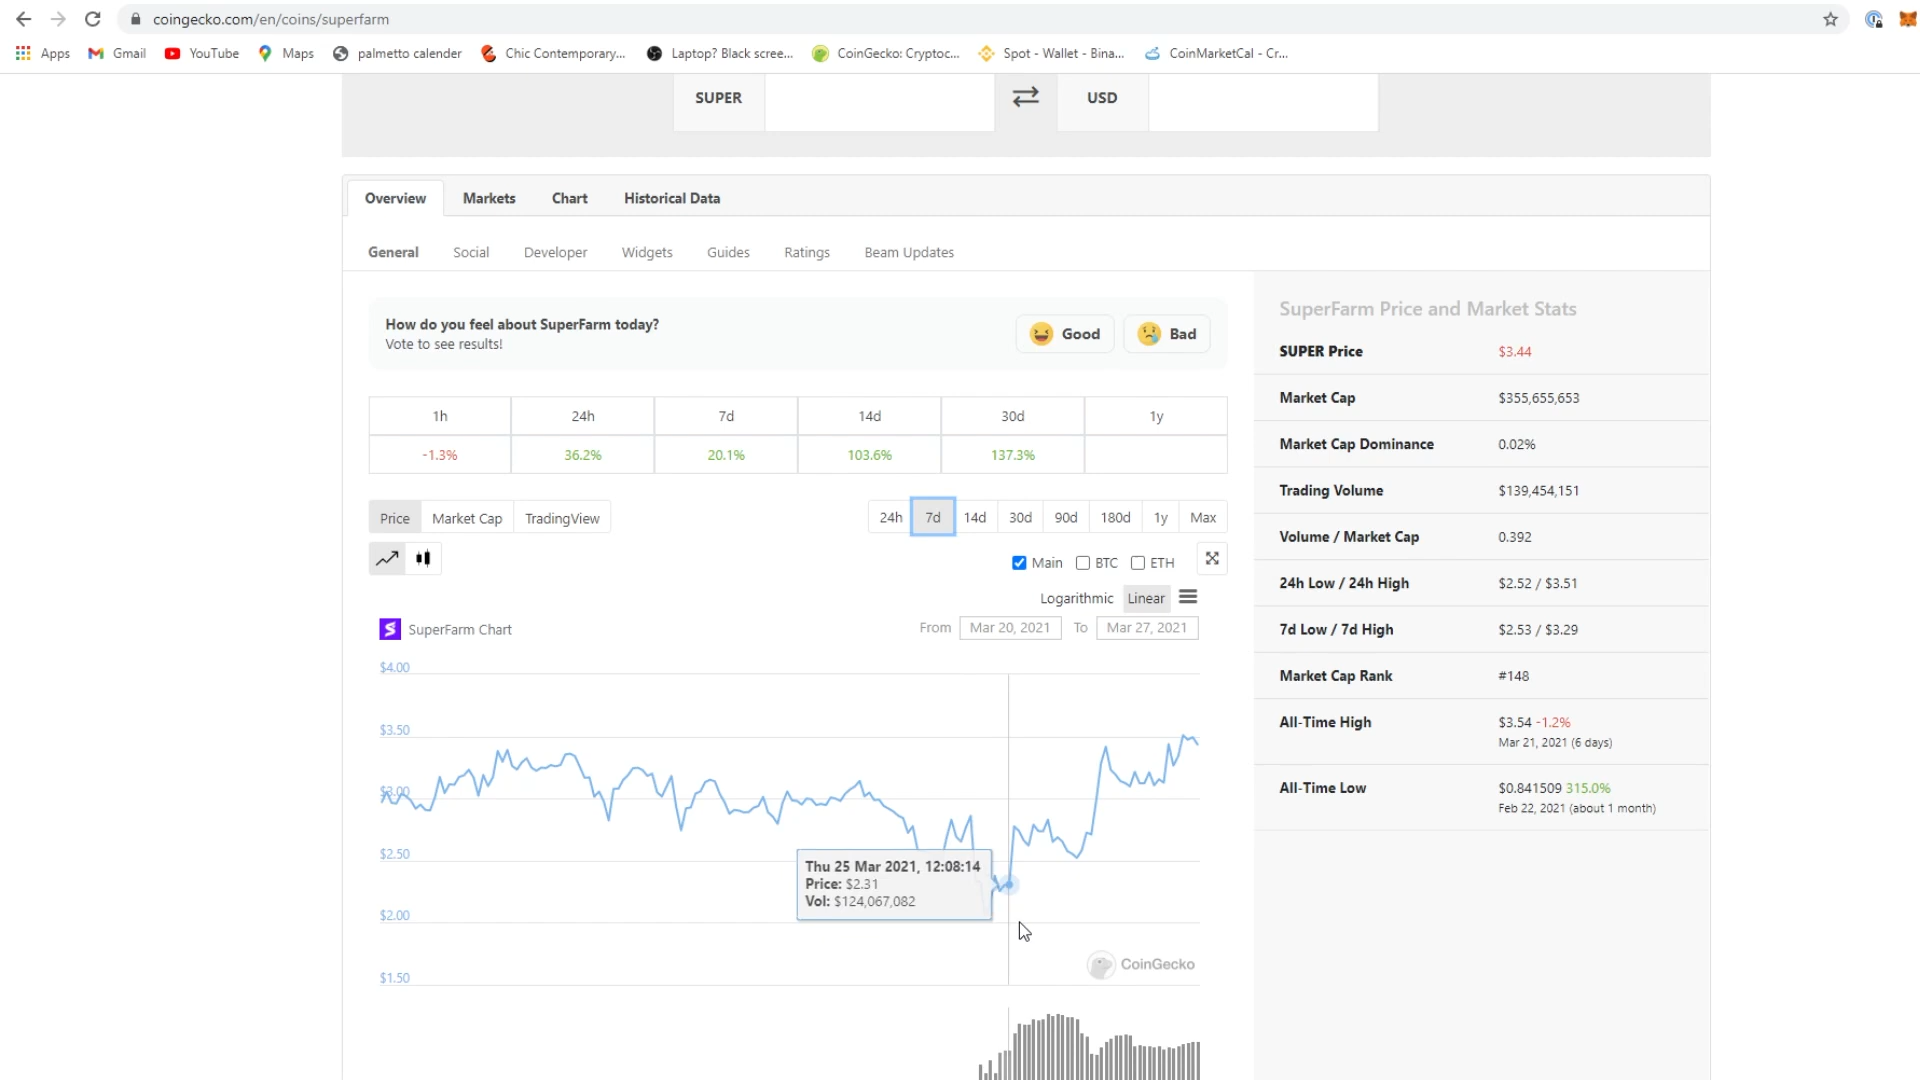 coingecko.com/en/coins/superfarm
Apps Gmail YouTube Maps palmetto calender Chic Contemporary... Laptop? Black scree... CoinGecko: Cryptoc... Spot - Wallet - Bina... CoinMarketCal - Cr...
SUPER USD
Overview Markets Chart Historical Data
General Social Developer Widgets Guides Ratings Beam Updates
How do you feel about SuperFarm today?
Vote to see results!
Good Bad
1h 24h 7d 14d 30d 1y
-1.3% 36.2% 20.1% 103.6% 137.3%
Price Market Cap TradingView
24h 7d 14d 30d 90d 180d 1y Max
Main BTC ETH
Logarithmic Linear
SuperFarm Chart
From Mar 20, 2021 To Mar 27, 2021
$4.00
$3.50
$3.00
$2.50
Thu 25 Mar 2021, 12:08:14
Price: $2.31
Vol: $124,067,082
$2.00
CoinGecko
$1.50
SuperFarm Price and Market Stats
SUPER Price $3.44
Market Cap $355,655,653
Market Cap Dominance 0.02%
Trading Volume $139,454,151
Volume / Market Cap 0.392
24h Low / 24h High $2.52 / $3.51
7d Low / 7d High $2.53 / $3.29
Market Cap Rank #148
All-Time High $3.54 -1.2%
Mar 21, 2021 (6 days)
All-Time Low $0.841509 315.0%
Feb 22, 2021 (about 1 month)